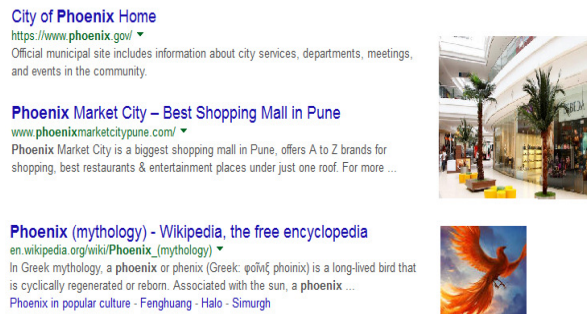 City of Phoenix Home
https://www.phoenix.gov/
Official municipal site includes information about city services, departments, meetings,
and events in the community.
Phoenix Market City – Best Shopping Mall in Pune
www.phoenixmarketcitypune.com/
Phoenix Market City is a biggest shopping mall in Pune, offers A to Z brands for
shopping, best restaurants & entertainment places under just one roof. For more ...
Phoenix (mythology) - Wikipedia, the free encyclopedia
en.wikipedia.org/wiki/Phoenix_(mythology)
In Greek mythology, a phoenix or phenix (Greek: φοῖνιξ phoinix) is a long-lived bird that
is cyclically regenerated or reborn. Associated with the sun, a phoenix ...
Phoenix in popular culture - Fenghuang - Halo - Simurgh